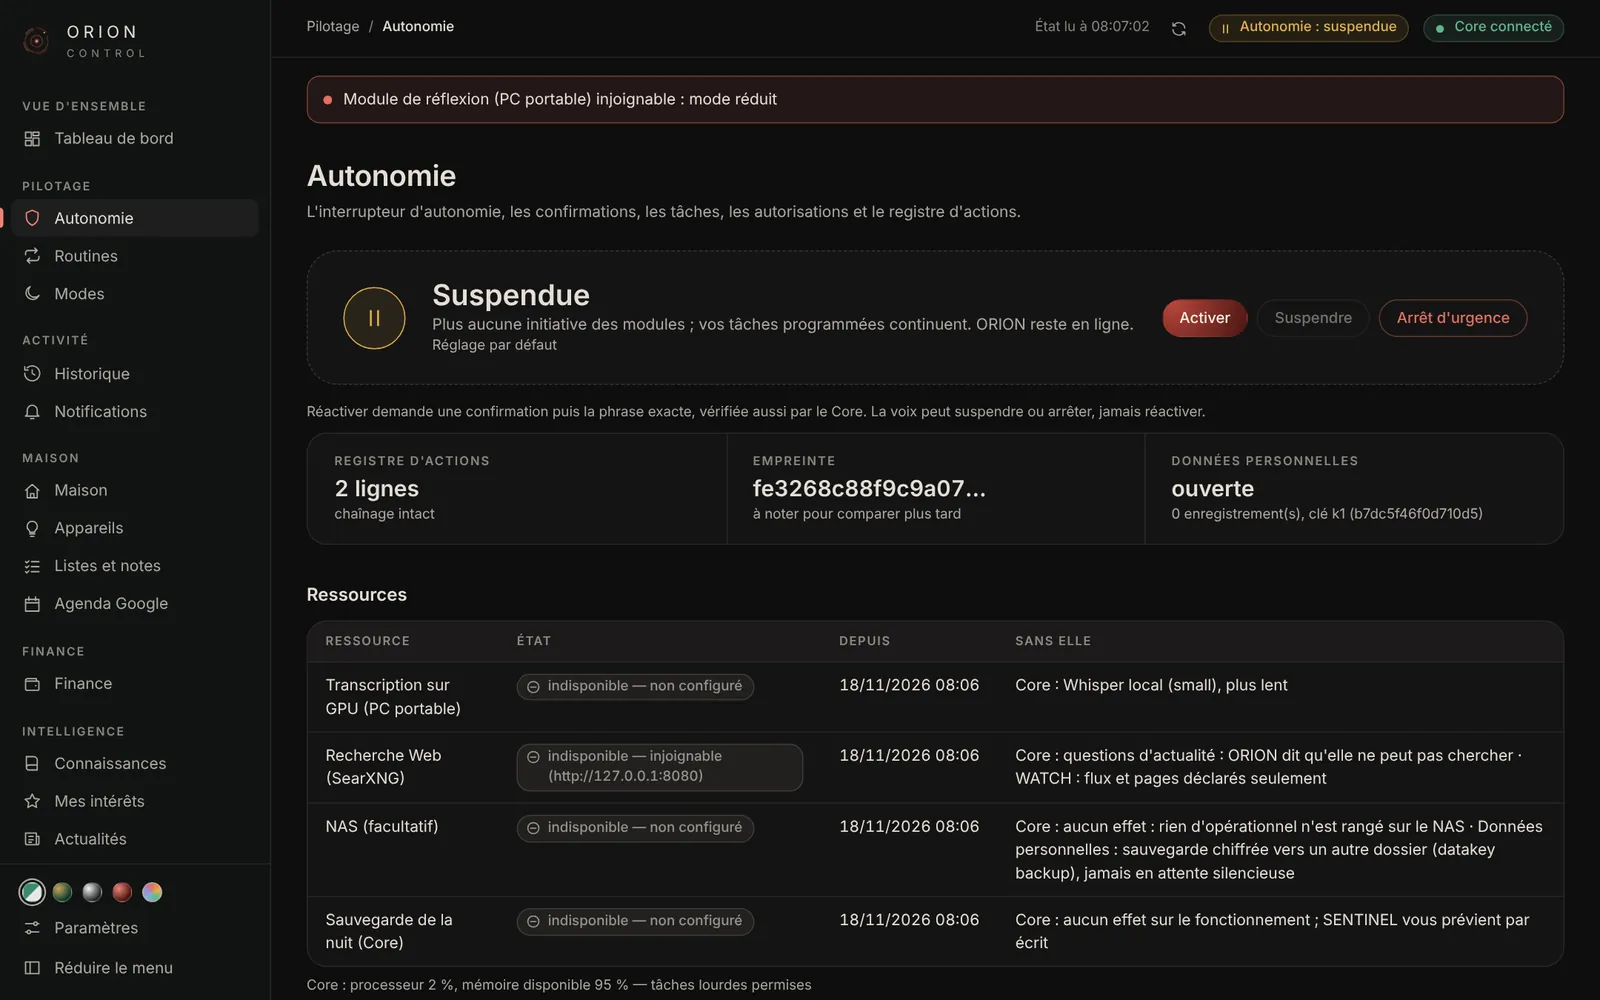 ORION
CONTROL
VUE D'ENSEMBLE
Tableau de bord
PILOTAGE
Autonomie
Routines
Modes
ACTIVITÉ
Historique
Notifications
MAISON
Maison
Appareils
Listes et notes
Agenda Google
FINANCE
Finance
INTELLIGENCE
Connaissances
Mes intérêts
Actualités
Paramètres
Réduire le menu
Pilotage / Autonomie
État lu à 08:07:02
Autonomie : suspendue
Core connecté
Module de réflexion (PC portable) injoignable : mode réduit
Autonomie
L'interrupteur d'autonomie, les confirmations, les tâches, les autorisations et le registre d'actions.
Suspendue
Plus aucune initiative des modules ; vos tâches programmées continuent. ORION reste en ligne.
Réglage par défaut
Activer
Suspendre
Arrêt d'urgence
Réactiver demande une confirmation puis la phrase exacte, vérifiée aussi par le Core. La voix peut suspendre ou arrêter, jamais réactiver.
REGISTRE D'ACTIONS
2 lignes
chaînage intact
EMPREINTE
fe3268c88f9c9a07...
à noter pour comparer plus tard
DONNÉES PERSONNELLES
ouverte
0 enregistrement(s), clé k1 (b7dc5f46f0d710d5)
Ressources
RESSOURCE ÉTAT DEPUIS SANS ELLE
Transcription sur
GPU (PC portable)
indisponible — non configuré
18/11/2026 08:06
Core : Whisper local (small), plus lent
Recherche Web
(SearXNG)
indisponible — injoignable
(http://127.0.0.1:8080)
18/11/2026 08:06
Core : questions d'actualité : ORION dit qu'elle ne peut pas chercher ·
WATCH : flux et pages déclarés seulement
NAS (facultatif)
indisponible — non configuré
18/11/2026 08:06
Core : aucun effet : rien d'opérationnel n'est rangé sur le NAS · Données
personnelles : sauvegarde chiffrée vers un autre dossier (datakey
backup), jamais en attente silencieuse
Sauvegarde de la
nuit (Core)
indisponible — non configuré
18/11/2026 08:06
Core : aucun effet sur le fonctionnement ; SENTINEL vous prévient par
écrit
Core : processeur 2 %, mémoire disponible 95 % — tâches lourdes permises